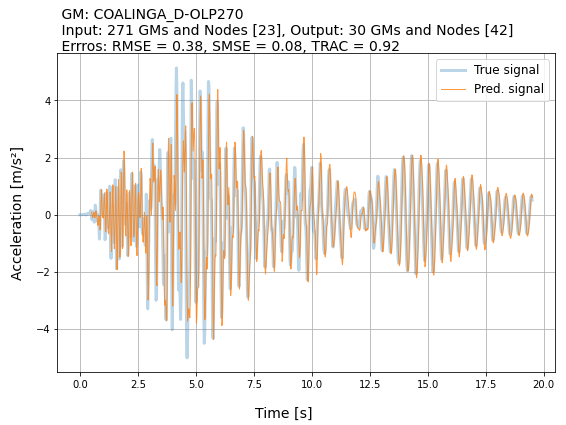 GM: COALINGA_D-OLP270
Input: 271 GMs and Nodes [23], Output: 30 GMs and Nodes [42]
Errros: RMSE = 0.38, SMSE = 0.08, TRAC = 0.92
True signal
Pred. signal
Acceleration [m/s²]
4
2
0
−2
−4
0.0 2.5 5.0 7.5 10.0 12.5 15.0 17.5 20.0
Time [s]